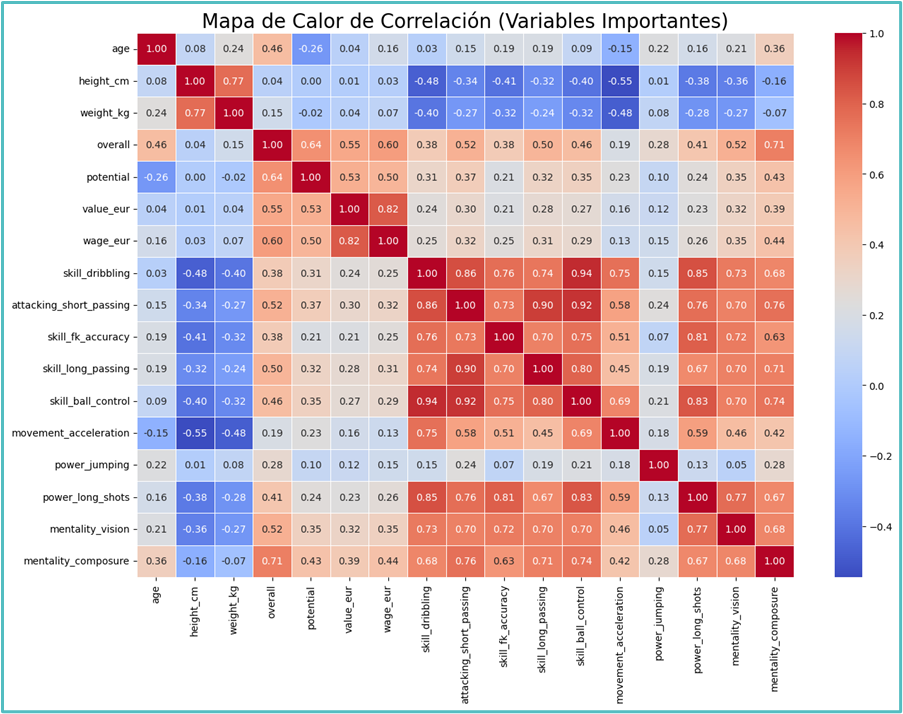 Mapa de Calor de Correlación (Variables Importantes)
age 1.00 0.08 0.24 0.46 -0.26 0.04 0.16 0.03 0.15 0.19 0.19 0.09 -0.15 0.22 0.16 0.21 0.36
height_cm 0.08 1.00 0.77 0.04 0.00 0.01 0.03 -0.48 -0.34 -0.41 -0.32 -0.40 -0.55 0.01 -0.38 -0.36 -0.16
weight_kg 0.24 0.77 1.00 0.15 -0.02 0.04 0.07 -0.40 -0.27 -0.32 -0.24 -0.32 -0.48 0.08 -0.28 -0.27 -0.07
overall 0.46 0.04 0.15 1.00 0.64 0.55 0.60 0.38 0.52 0.38 0.50 0.46 0.19 0.28 0.41 0.52 0.71
potential -0.26 0.00 -0.02 0.64 1.00 0.53 0.50 0.31 0.37 0.21 0.32 0.35 0.23 0.10 0.24 0.35 0.43
value_eur 0.04 0.01 0.04 0.55 0.53 1.00 0.82 0.24 0.30 0.21 0.28 0.27 0.16 0.12 0.23 0.32 0.39
wage_eur 0.16 0.03 0.07 0.60 0.50 0.82 1.00 0.25 0.32 0.25 0.31 0.29 0.13 0.15 0.26 0.35 0.44
skill_dribbling 0.03 -0.48 -0.40 0.38 0.31 0.24 0.25 1.00 0.86 0.76 0.74 0.94 0.75 0.15 0.85 0.73 0.68
attacking_short_passing 0.15 -0.34 -0.27 0.52 0.37 0.30 0.32 0.86 1.00 0.73 0.90 0.92 0.58 0.24 0.76 0.70 0.76
skill_fk_accuracy 0.19 -0.41 -0.32 0.38 0.21 0.21 0.25 0.76 0.73 1.00 0.70 0.75 0.51 0.07 0.81 0.72 0.63
skill_long_passing 0.19 -0.32 -0.24 0.50 0.32 0.28 0.31 0.74 0.90 0.70 1.00 0.80 0.45 0.19 0.67 0.70 0.71
skill_ball_control 0.09 -0.40 -0.32 0.46 0.35 0.27 0.29 0.94 0.92 0.75 0.80 1.00 0.69 0.21 0.83 0.70 0.74
movement_acceleration -0.15 -0.55 -0.48 0.19 0.23 0.16 0.13 0.75 0.58 0.51 0.45 0.69 1.00 0.18 0.59 0.46 0.42
power_jumping 0.22 0.01 0.08 0.28 0.10 0.12 0.15 0.15 0.24 0.07 0.19 0.21 0.18 1.00 0.13 0.05 0.28
power_long_shots 0.16 -0.38 -0.28 0.41 0.24 0.23 0.26 0.85 0.76 0.81 0.67 0.83 0.59 0.13 1.00 0.77 0.67
mentality_vision 0.21 -0.36 -0.27 0.52 0.35 0.32 0.35 0.73 0.70 0.72 0.70 0.70 0.46 0.05 0.77 1.00 0.68
mentality_composure 0.36 -0.16 -0.07 0.71 0.43 0.39 0.44 0.68 0.76 0.63 0.71 0.74 0.42 0.28 0.67 0.68 1.00
age
height_cm
weight_kg
overall
potential
value_eur
wage_eur
skill_dribbling
attacking_short_passing
skill_fk_accuracy
skill_long_passing
skill_ball_control
movement_acceleration
power_jumping
power_long_shots
mentality_vision
mentality_composure
1.0
0.8
0.6
0.4
0.2
0.0
−0.2
−0.4